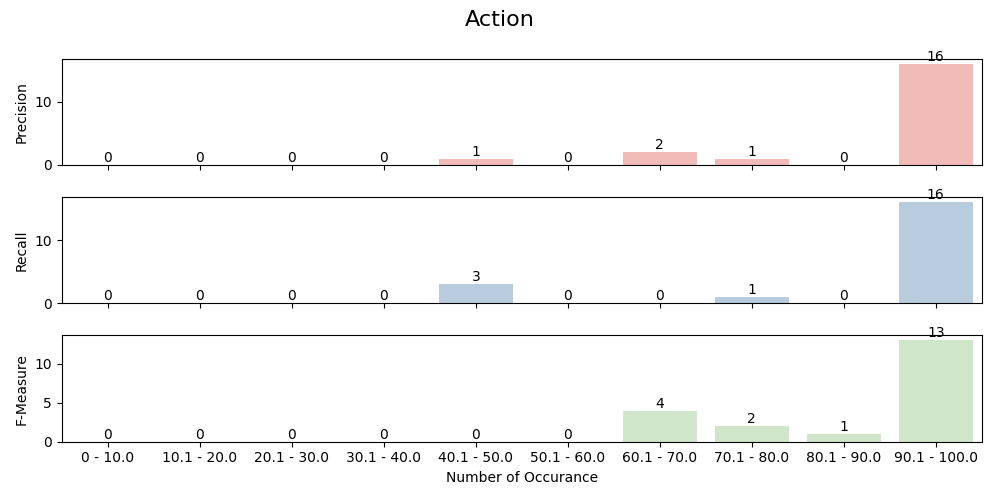 Action
Precision
10
0
0 0 0 0 1 0 2 1 0 16
Recall
10
0
0 0 0 0 3 0 0 1 0 16
F-Measure
10
5
0
0 0 0 0 0 0 4 2 1 13
0 - 10.0 10.1 - 20.0 20.1 - 30.0 30.1 - 40.0 40.1 - 50.0 50.1 - 60.0 60.1 - 70.0 70.1 - 80.0 80.1 - 90.0 90.1 - 100.0
Number of Occurance